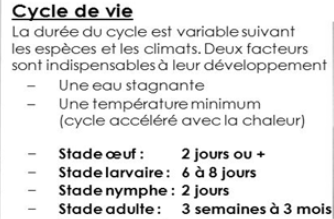 Cycle de vie
La durée du cycle est variable suivant
les espèces et les climats. Deux facteurs
sont indispensables à leur développement
– Une eau stagnante
– Une température minimum
(cycle accéléré avec la chaleur)
– Stade œuf : 2 jours ou +
– Stade larvaire : 6 à 8 jours
– Stade nymphe : 2 jours
– Stade adulte : 3 semaines à 3 mois